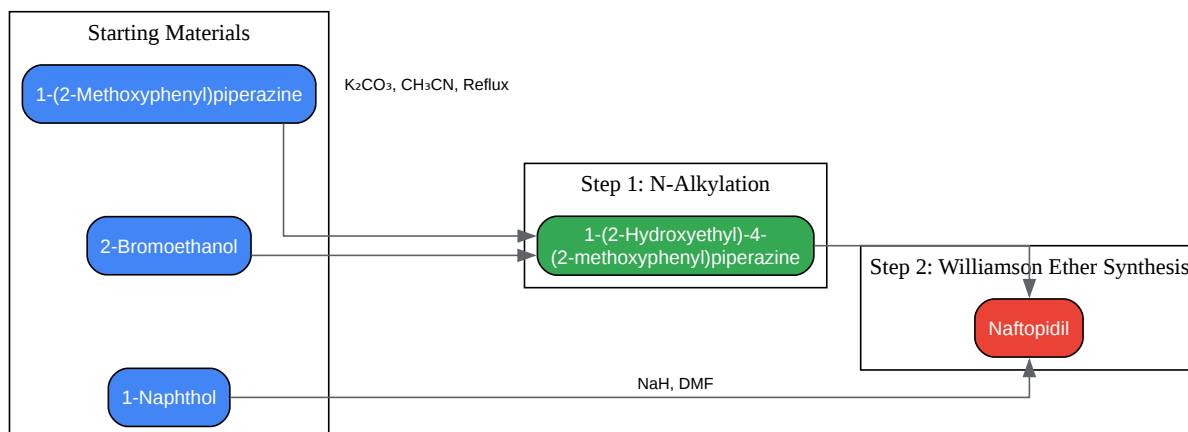 Starting Materials
1-(2-Methoxyphenyl)piperazine
K₂CO₃, CH₃CN, Reflux
Step 1: N-Alkylation
2-Bromoethanol
1-(2-Hydroxyethyl)-4-
(2-methoxyphenyl)piperazine
Step 2: Williamson Ether Synthesis
Naftopidil
1-Naphthol
NaH, DMF